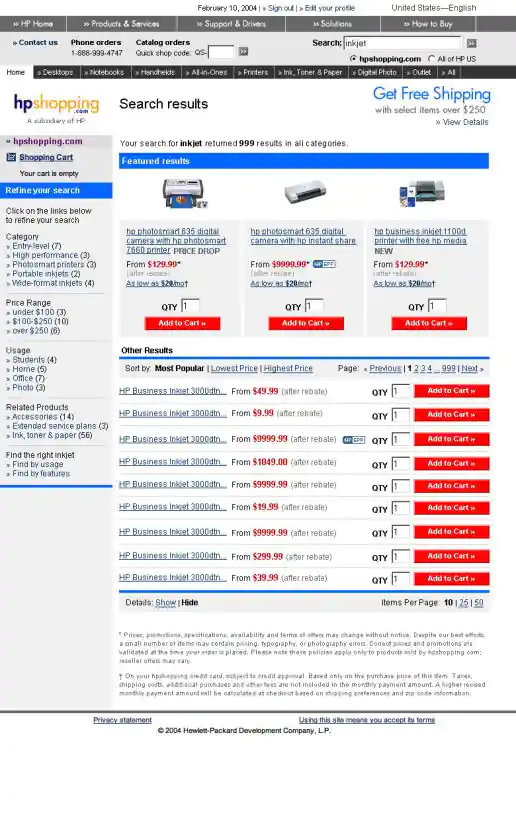 February 10, 2004 | » Sign out | » Edit your profile United States—English
» HP Home » Products & Services » Support & Drivers » Solutions » How to Buy
» Contact us Phone orders Catalog orders Search: inkjet »
1-888-999-4747 Quick shop code: QS- » hpshopping.com All of HP US
Home » Desktops » Notebooks » Handhelds » All-in-Ones » Printers » Ink, Toner & Paper » Digital Photo » Outlet » All
hpshopping.com
A subsidiary of HP
Search results
Get Free Shipping
with select items over $250
» View Details
» hpshopping.com
Shopping Cart
Your cart is empty
Refine your search
Click on the links below
to refine your search
Category
» Entry-level (7)
» High performance (3)
» Photosmart printers (3)
» Portable inkjets (2)
» Wide-format inkjets (4)
Price Range
» under $100 (3)
» $100-$250 (10)
» over $250 (6)
Usage
» Students (4)
» Home (5)
» Office (7)
» Photo (3)
Related Products
» Accessories (14)
» Extended service plans (3)
» Ink, toner & paper (56)
Find the right inkjet
» Find by usage
» Find by features
Your search for inkjet returned 999 results in all categories.
Featured results
hp photosmart 635 digital
camera with hp photosmart
7660 printer PRICE DROP
From $129.99*
(after rebate)
As low as $20/mo†
QTY 1
Add to Cart »
hp photosmart 635 digital
camera with hp instant share
From $9999.99* HP EPP
(after rebate)
As low as $20/mo†
QTY 1
Add to Cart »
hp business inkjet 1100d
printer with free hp media
NEW
From $129.99*
(after rebate)
As low as $20/mo†
QTY 1
Add to Cart »
Other Results
Sort by: Most Popular | Lowest Price | Highest Price Page: « Previous | 1 2 3 4 ... 999 | Next »
HP Business Inkjet 3000dtn... From $49.99 (after rebate) QTY 1 Add to Cart »
HP Business Inkjet 3000dtn... From $9.99 (after rebate) QTY 1 Add to Cart »
HP Business Inkjet 3000dtn... From $9999.99 (after rebate) HP EPP QTY 1 Add to Cart »
HP Business Inkjet 3000dtn... From $1049.00 (after rebate) QTY 1 Add to Cart »
HP Business Inkjet 3000dtn... From $9999.99 (after rebate) QTY 1 Add to Cart »
HP Business Inkjet 3000dtn... From $19.99 (after rebate) QTY 1 Add to Cart »
HP Business Inkjet 3000dtn... From $9999.99 (after rebate) QTY 1 Add to Cart »
HP Business Inkjet 3000dtn... From $299.99 (after rebate) QTY 1 Add to Cart »
HP Business Inkjet 3000dtn... From $39.99 (after rebate) QTY 1 Add to Cart »
Details: Show | Hide Items Per Page: 10 | 25 | 50
* Prices, promotions, specifications, availability and terms of offers may change without notice. Despite our best efforts,
a small number of items may contain pricing, typography, or photography errors. Correct prices and promotions are
validated at the time your order is placed. Please note these policies apply only to products sold by hpshopping.com;
reseller offers may vary.
† On your hpshopping credit card, subject to credit approval. Based only on the purchase price of this item. Taxes,
shipping costs, additional purchases and other fees are not included in the monthly payment amount. A higher revised
monthly payment amount will be calculated at checkout based on shipping preferences and zip code information.
Privacy statement Using this site means you accept its terms
© 2004 Hewlett-Packard Development Company, L.P.